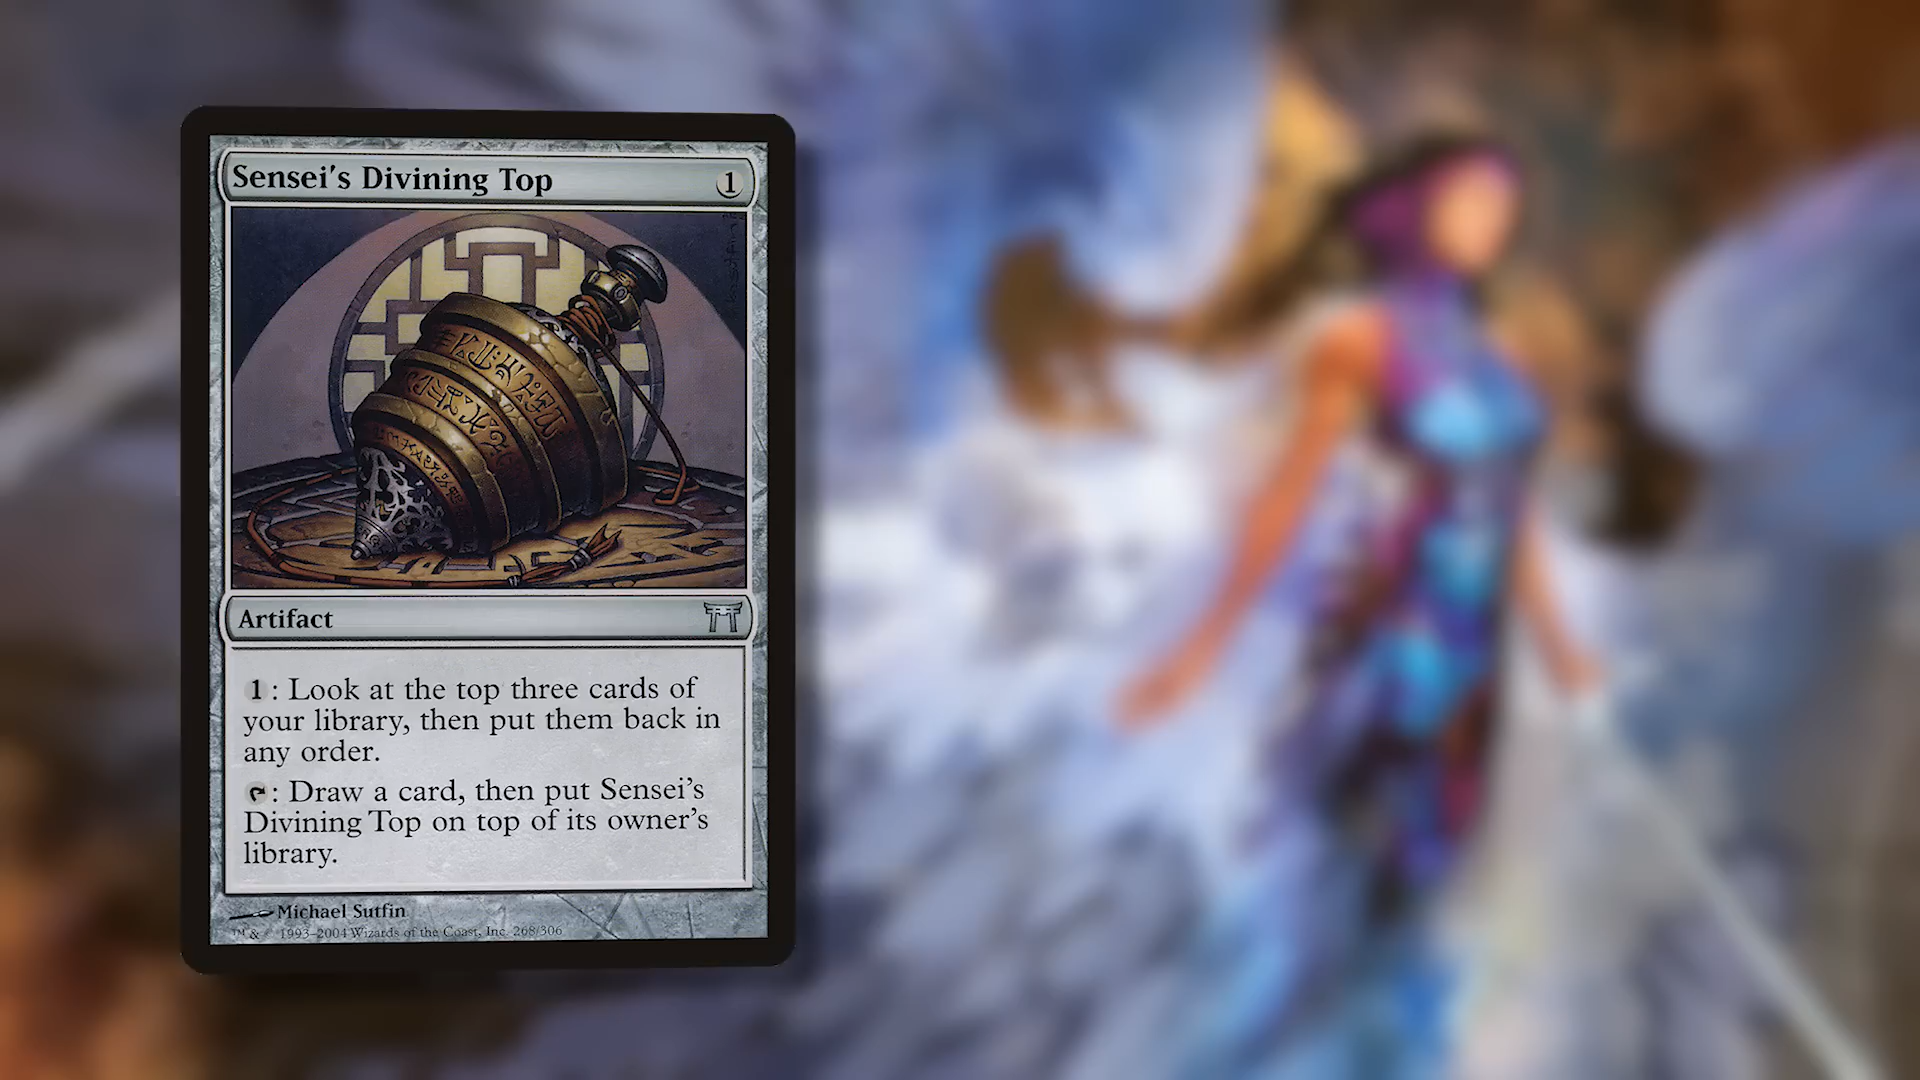 Sensei's Divining Top 1
Artifact
1: Look at the top three cards of
your library, then put them back in
any order.
: Draw a card, then put Sensei's
Divining Top on top of its owner's
library.
Michael Sutfin
™ & 1993–2004 Wizards of the Coast, Inc. 268/306